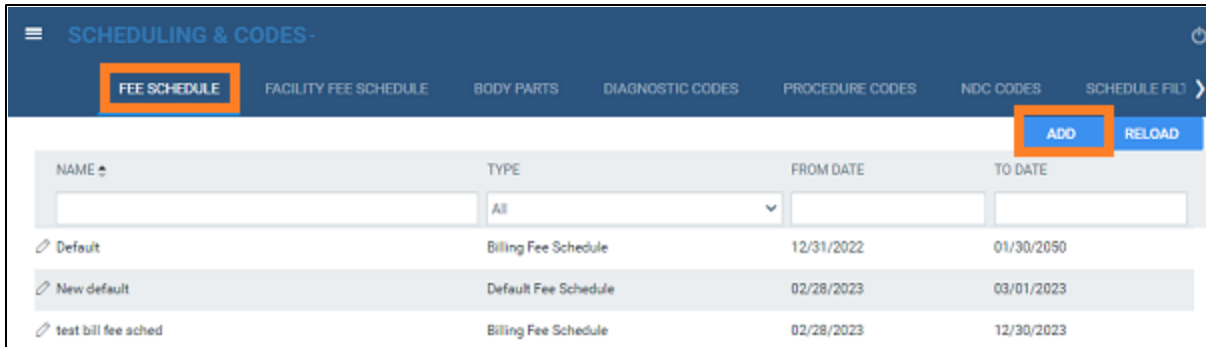 SCHEDULING & CODES-
FEE SCHEDULE FACILITY FEE SCHEDULE BODY PARTS DIAGNOSTIC CODES PROCEDURE CODES NDC CODES SCHEDULE FILT
ADD RELOAD
NAME TYPE FROM DATE TO DATE
All
Default Billing Fee Schedule 12/31/2022 01/30/2050
New default Default Fee Schedule 02/28/2023 03/01/2023
test bill fee sched Billing Fee Schedule 02/28/2023 12/30/2023